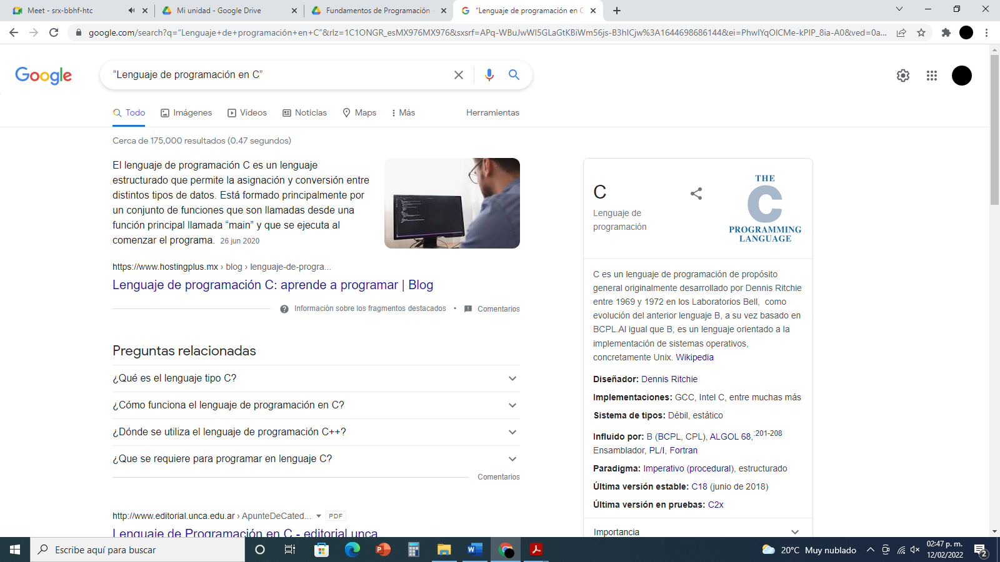 Meet - srx-bbhf-htc
Mi unidad - Google Drive
Fundamentos de Programación -
“Lenguaje de programación en C
google.com/search?q=“Lenguaje+de+programación+en+C”&rlz=1C1ONGR_esMX976MX976&sxsrf=APq-WBuJwWI5GLaGtKBiWm56js-B3hICjw%3A1644698686144&ei=PhwIYqOICMe-kPIP_8ia-A0&ved=0a...
Google
“Lenguaje de programación en C”
Todo
Imágenes
Videos
Noticias
Maps
Más
Herramientas
Cerca de 175,000 resultados (0.47 segundos)
El lenguaje de programación C es un lenguaje
estructurado que permite la asignación y conversión entre
distintos tipos de datos. Está formado principalmente por
un conjunto de funciones que son llamadas desde una
función principal llamada “main” y que se ejecuta al
comenzar el programa. 26 jun 2020
https://www.hostingplus.mx › blog › lenguaje-de-progra...
Lenguaje de programación C: aprende a programar | Blog
Información sobre los fragmentos destacados • Comentarios
Preguntas relacionadas
¿Qué es el lenguaje tipo C?
¿Cómo funciona el lenguaje de programación en C?
¿Dónde se utiliza el lenguaje de programación C++?
¿Que se requiere para programar en lenguaje C?
Comentarios
http://www.editorial.unca.edu.ar › ApunteDeCated... PDF
Lenguaje de Programación en C - editorial unca
C
Lenguaje de
programación
THE
C
PROGRAMMING
LANGUAGE
C es un lenguaje de programación de propósito
general originalmente desarrollado por Dennis Ritchie
entre 1969 y 1972 en los Laboratorios Bell, como
evolución del anterior lenguaje B, a su vez basado en
BCPL.Al igual que B, es un lenguaje orientado a la
implementación de sistemas operativos,
concretamente Unix. Wikipedia
Diseñador: Dennis Ritchie
Implementaciones: GCC, Intel C, entre muchas más
Sistema de tipos: Débil, estático
Influido por: B (BCPL, CPL), ALGOL 68,:201-208
Ensamblador, PL/I, Fortran
Paradigma: Imperativo (procedural), estructurado
Última versión estable: C18 (junio de 2018)
Última versión en pruebas: C2x
Importancia
Escribe aquí para buscar
20°C Muy nublado
02:47 p. m.
12/02/2022
2